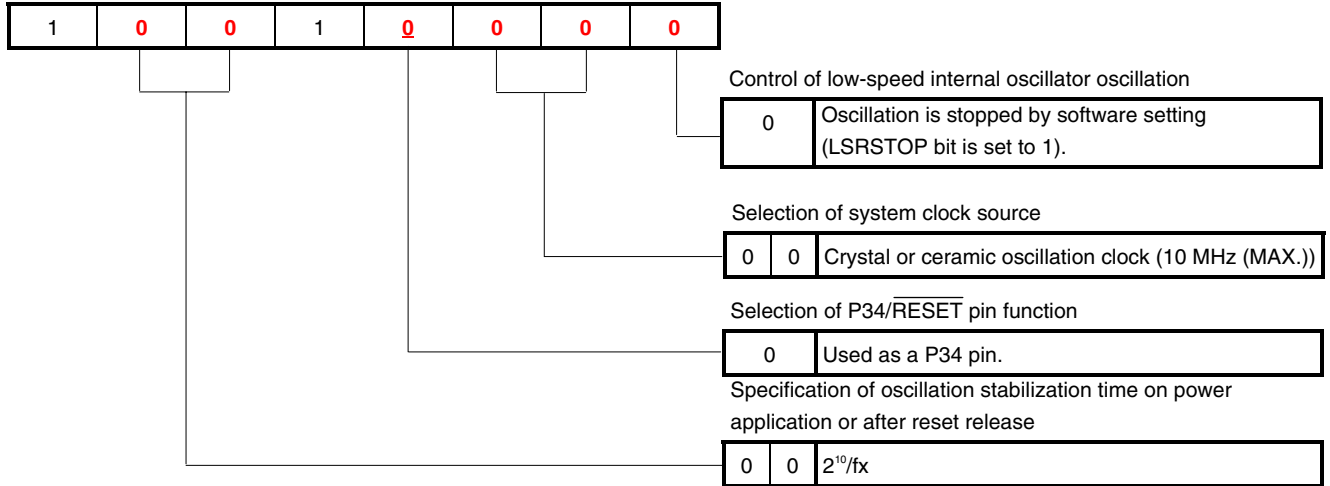 1 0 0 1 0 0 0 0
Control of low-speed internal oscillator oscillation
0 Oscillation is stopped by software setting
(LSRSTOP bit is set to 1).
Selection of system clock source
0 0 Crystal or ceramic oscillation clock (10 MHz (MAX.))
Selection of P34/R̅E̅S̅E̅T̅ pin function
0 Used as a P34 pin.
Specification of oscillation stabilization time on power
application or after reset release
0 0 2¹⁰/fx